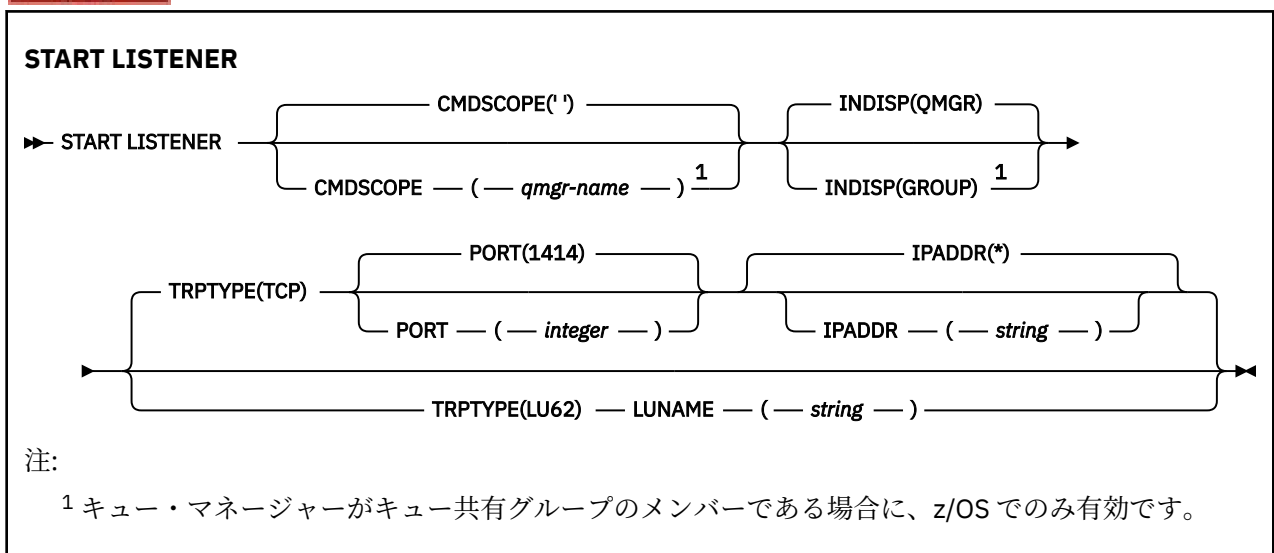 START LISTENER
CMDSCOPE(' ') INDISP(QMGR)
START LISTENER
CMDSCOPE ( qmgr-name ) 1 INDISP(GROUP) 1
PORT(1414) IPADDR(*)
TRPTYPE(TCP)
PORT ( integer ) IPADDR ( string )
TRPTYPE(LU62) LUNAME ( string )
注:
1 キュー・マネージャーがキュー共有グループのメンバーである場合に、z/OS でのみ有効です。